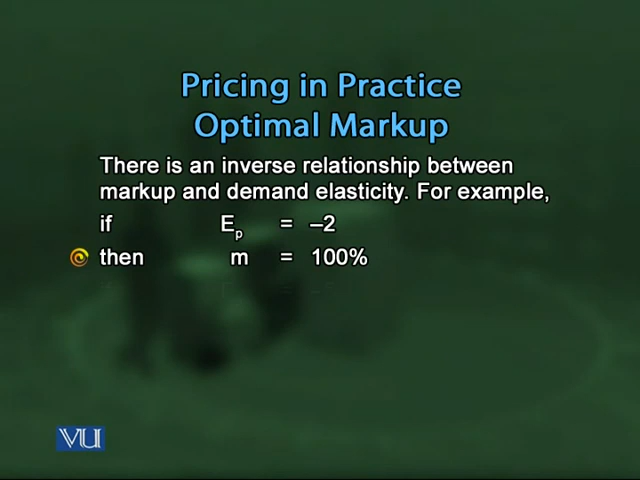 Pricing in Practice
Optimal Markup
There is an inverse relationship between
markup and demand elasticity. For example,
if Ep = –2
then m = 100%
VU